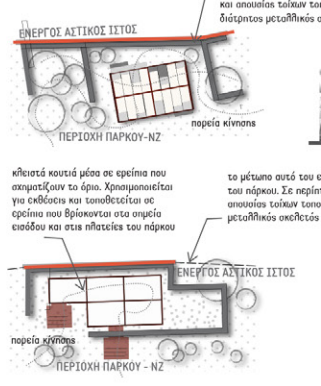 και απουσίας τοίχων
διάτρητος μεταλλικός
ΕΝΕΡΓΟΣ ΑΣΤΙΚΟΣ ΙΣΤΟΣ
πορεία κίνησης
ΠΕΡΙΟΧΗ ΠΑΡΚΟΥ-ΝΖ
κλειστά κουτιά μέσα σε ερείπια που
σχηματίζουν το όριο. Χρησιμοποιείται
για εκθέσεις και τοποθετείται σε
ερείπια που βρίσκονται στα σημεία
εισόδου και στις πλατείες του πάρκου
το μέτωπο αυτό του
του πάρκου. Σε
απουσίας τοίχων
μεταλλικός σκελετός
ΕΝΕΡΓΟΣ ΑΣΤΙΚΟΣ ΙΣΤΟΣ
πορεία κίνησης
ΠΕΡΙΟΧΗ ΠΑΡΚΟΥ - ΝΖ